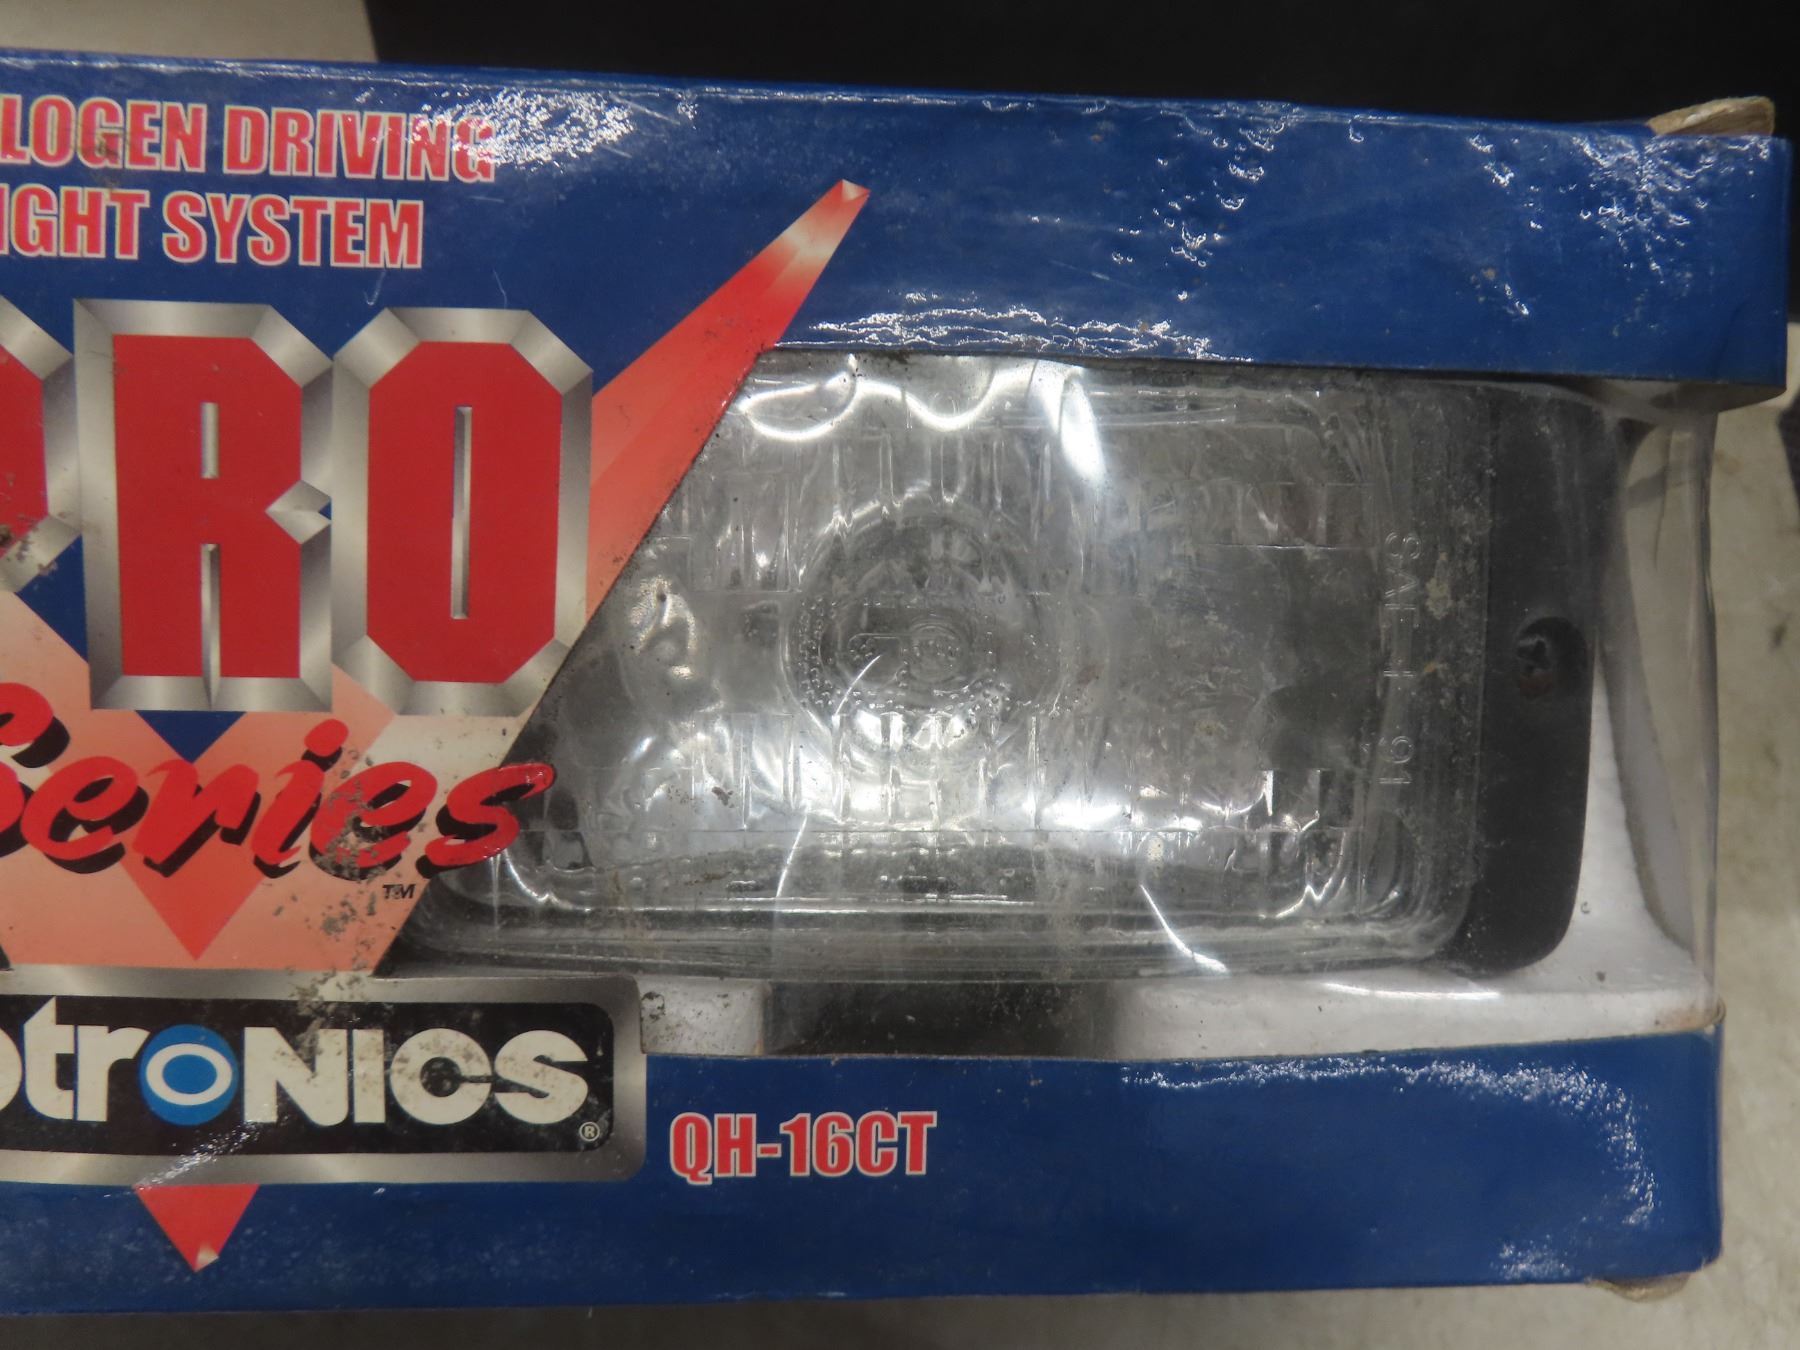 LOGEN DRIVING
IGHT SYSTEM
PRO
Series
TM
otronics
®
QH-16CT
SAE J 91